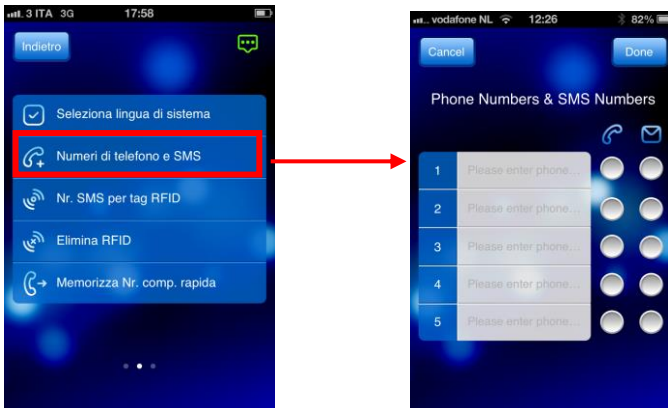 3 ITA 3G 17:58
Indietro
Seleziona lingua di sistema
Numeri di telefono e SMS
Nr. SMS per tag RFID
Elimina RFID
Memorizza Nr. comp. rapida
vodafone NL 12:26 82%
Cancel Done
Phone Numbers & SMS Numbers
1 Please enter phone...
2 Please enter phone...
3 Please enter phone...
4 Please enter phone...
5 Please enter phone...